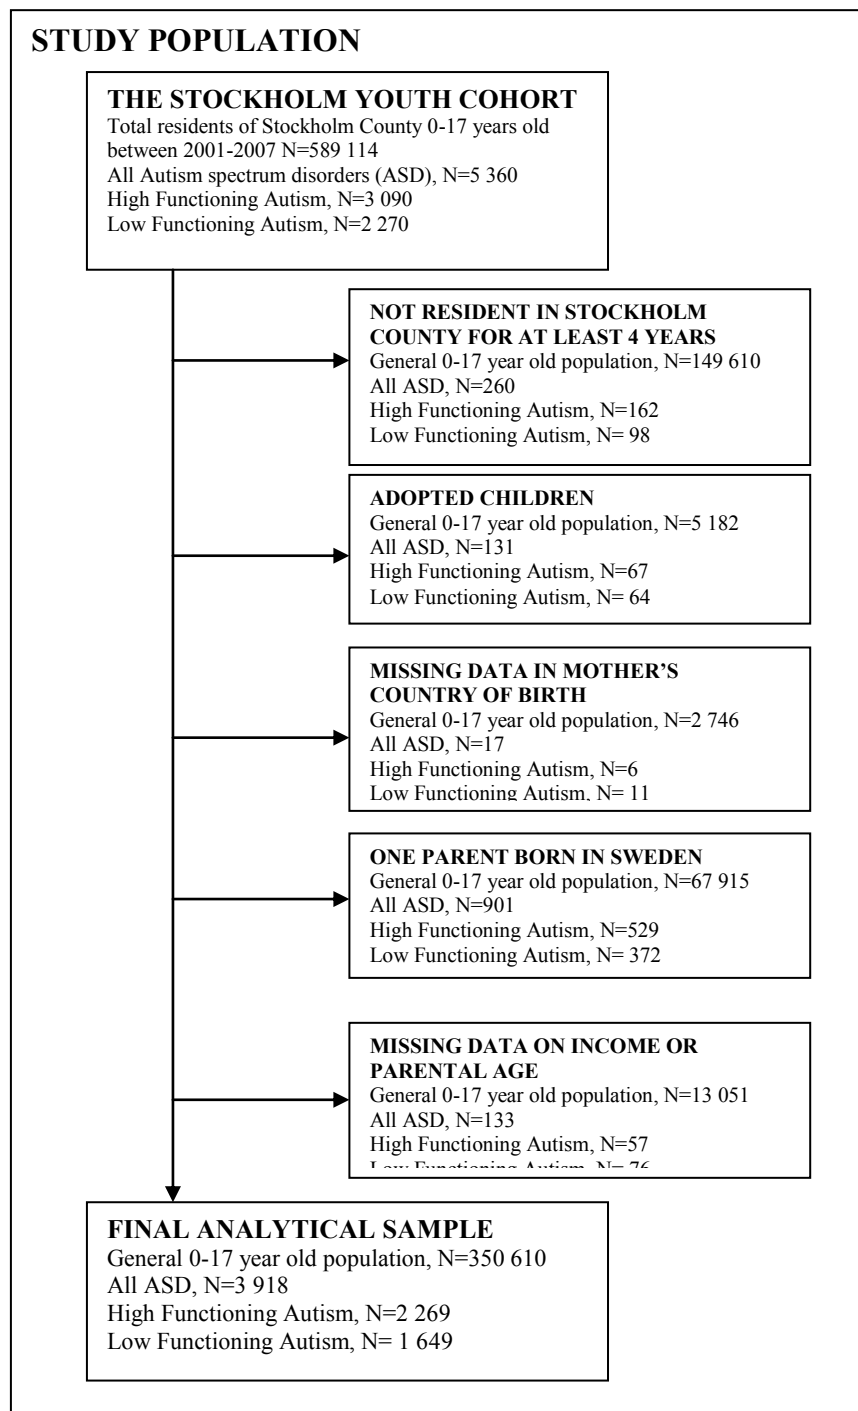 STUDY POPULATION
THE STOCKHOLM YOUTH COHORT
Total residents of Stockholm County 0-17 years old
between 2001-2007 N=589 114
All Autism spectrum disorders (ASD), N=5 360
High Functioning Autism, N=3 090
Low Functioning Autism, N=2 270
NOT RESIDENT IN STOCKHOLM
COUNTY FOR AT LEAST 4 YEARS
General 0-17 year old population, N=149 610
All ASD, N=260
High Functioning Autism, N=162
Low Functioning Autism, N= 98
ADOPTED CHILDREN
General 0-17 year old population, N=5 182
All ASD, N=131
High Functioning Autism, N=67
Low Functioning Autism, N= 64
MISSING DATA IN MOTHER’S
COUNTRY OF BIRTH
General 0-17 year old population, N=2 746
All ASD, N=17
High Functioning Autism, N=6
Low Functioning Autism, N= 11
ONE PARENT BORN IN SWEDEN
General 0-17 year old population, N=67 915
All ASD, N=901
High Functioning Autism, N=529
Low Functioning Autism, N= 372
MISSING DATA ON INCOME OR
PARENTAL AGE
General 0-17 year old population, N=13 051
All ASD, N=133
High Functioning Autism, N=57
Low Functioning Autism, N= 76
FINAL ANALYTICAL SAMPLE
General 0-17 year old population, N=350 610
All ASD, N=3 918
High Functioning Autism, N=2 269
Low Functioning Autism, N= 1 649